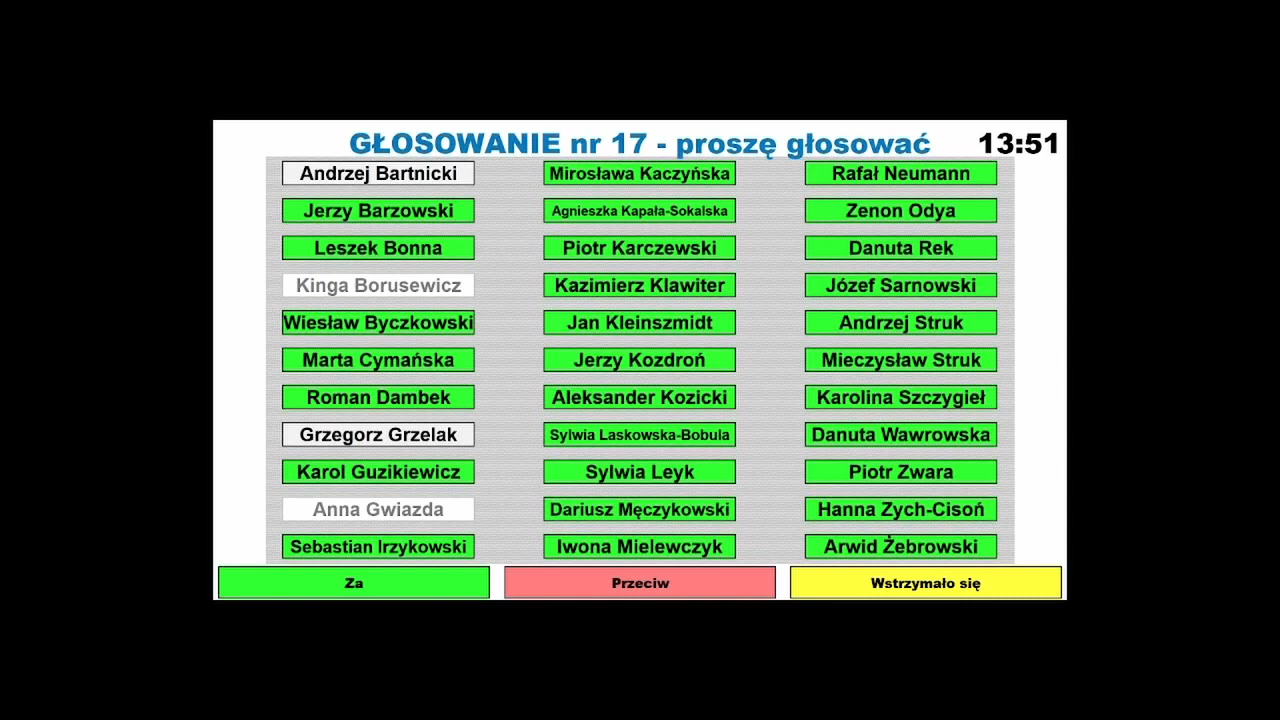 GŁOSOWANIE nr 17 - proszę głosować 13:51
Andrzej Bartnicki Mirosława Kaczyńska Rafał Neumann
Jerzy Barzowski Agnieszka Kapała-Sokalska Zenon Odya
Leszek Bonna Piotr Karczewski Danuta Rek
Kinga Borusewicz Kazimierz Klawiter Józef Sarnowski
Wiesław Byczkowski Jan Kleinszmidt Andrzej Struk
Marta Cymańska Jerzy Kozdroń Mieczysław Struk
Roman Dambek Aleksander Kozicki Karolina Szczygieł
Grzegorz Grzelak Sylwia Laskowska-Bobula Danuta Wawrowska
Karol Guzikiewicz Sylwia Leyk Piotr Zwara
Anna Gwiazda Dariusz Męczykowski Hanna Zych-Cisoń
Sebastian Irzykowski Iwona Mielewczyk Arwid Żebrowski
Za Przeciw Wstrzymało się